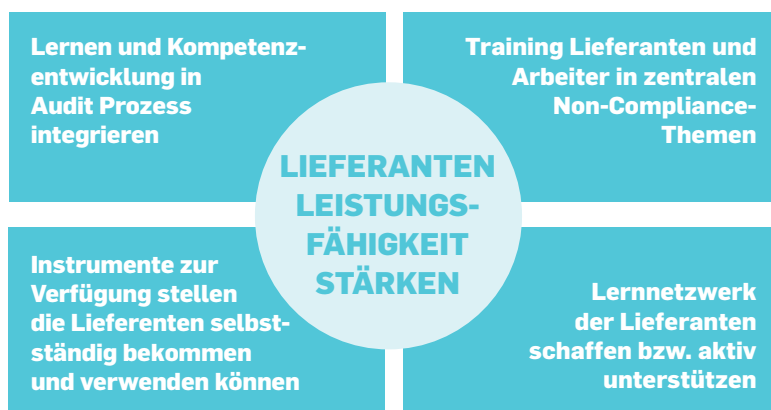 Lernen und Kompetenz-
entwicklung in
Audit Prozess
integrieren
Training Lieferanten und
Arbeiter in zentralen
Non-Compliance-
Themen
LIEFERANTEN
LEISTUNGS-
FÄHIGKEIT
STÄRKEN
Instrumente zur
Verfügung stellen
die Lieferenten selbst-
ständig bekommen
und verwenden können
Lernnetzwerk
der Lieferanten
schaffen bzw. aktiv
unterstützen